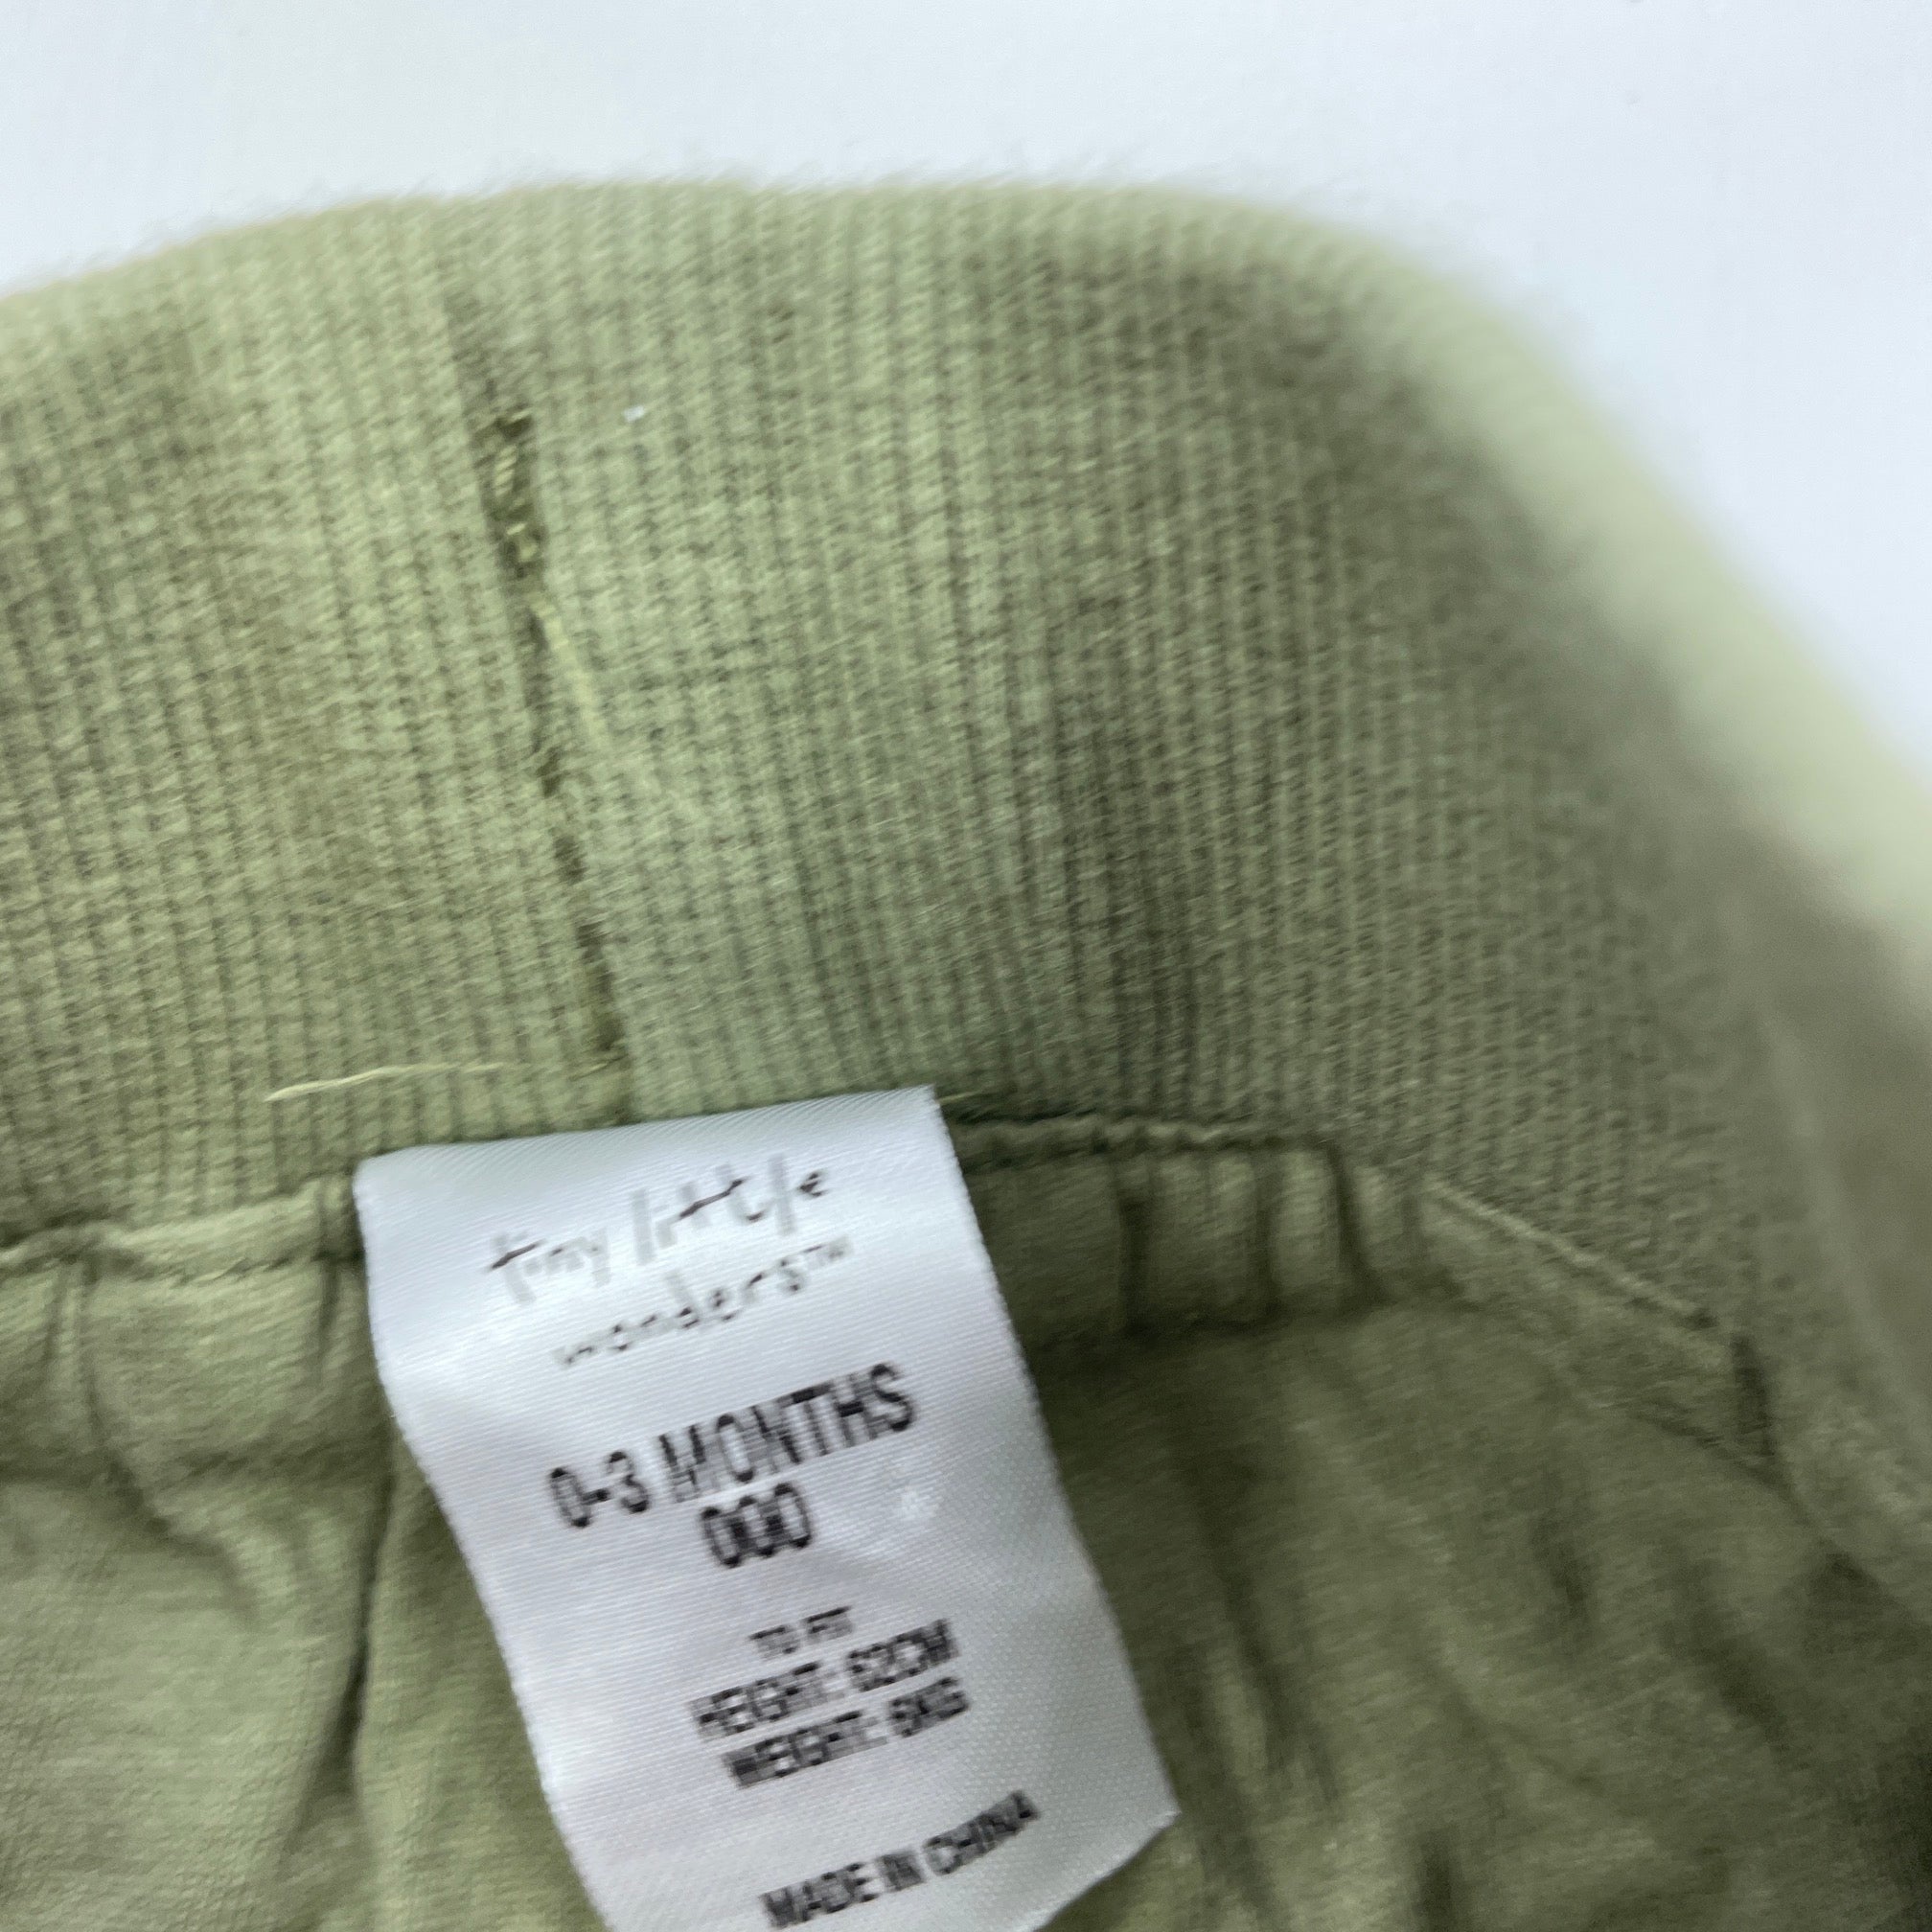 tiny little
wonders™
0-3 MONTHS
000
TO FIT
HEIGHT: 62CM
WEIGHT: 6KG
MADE IN CHINA